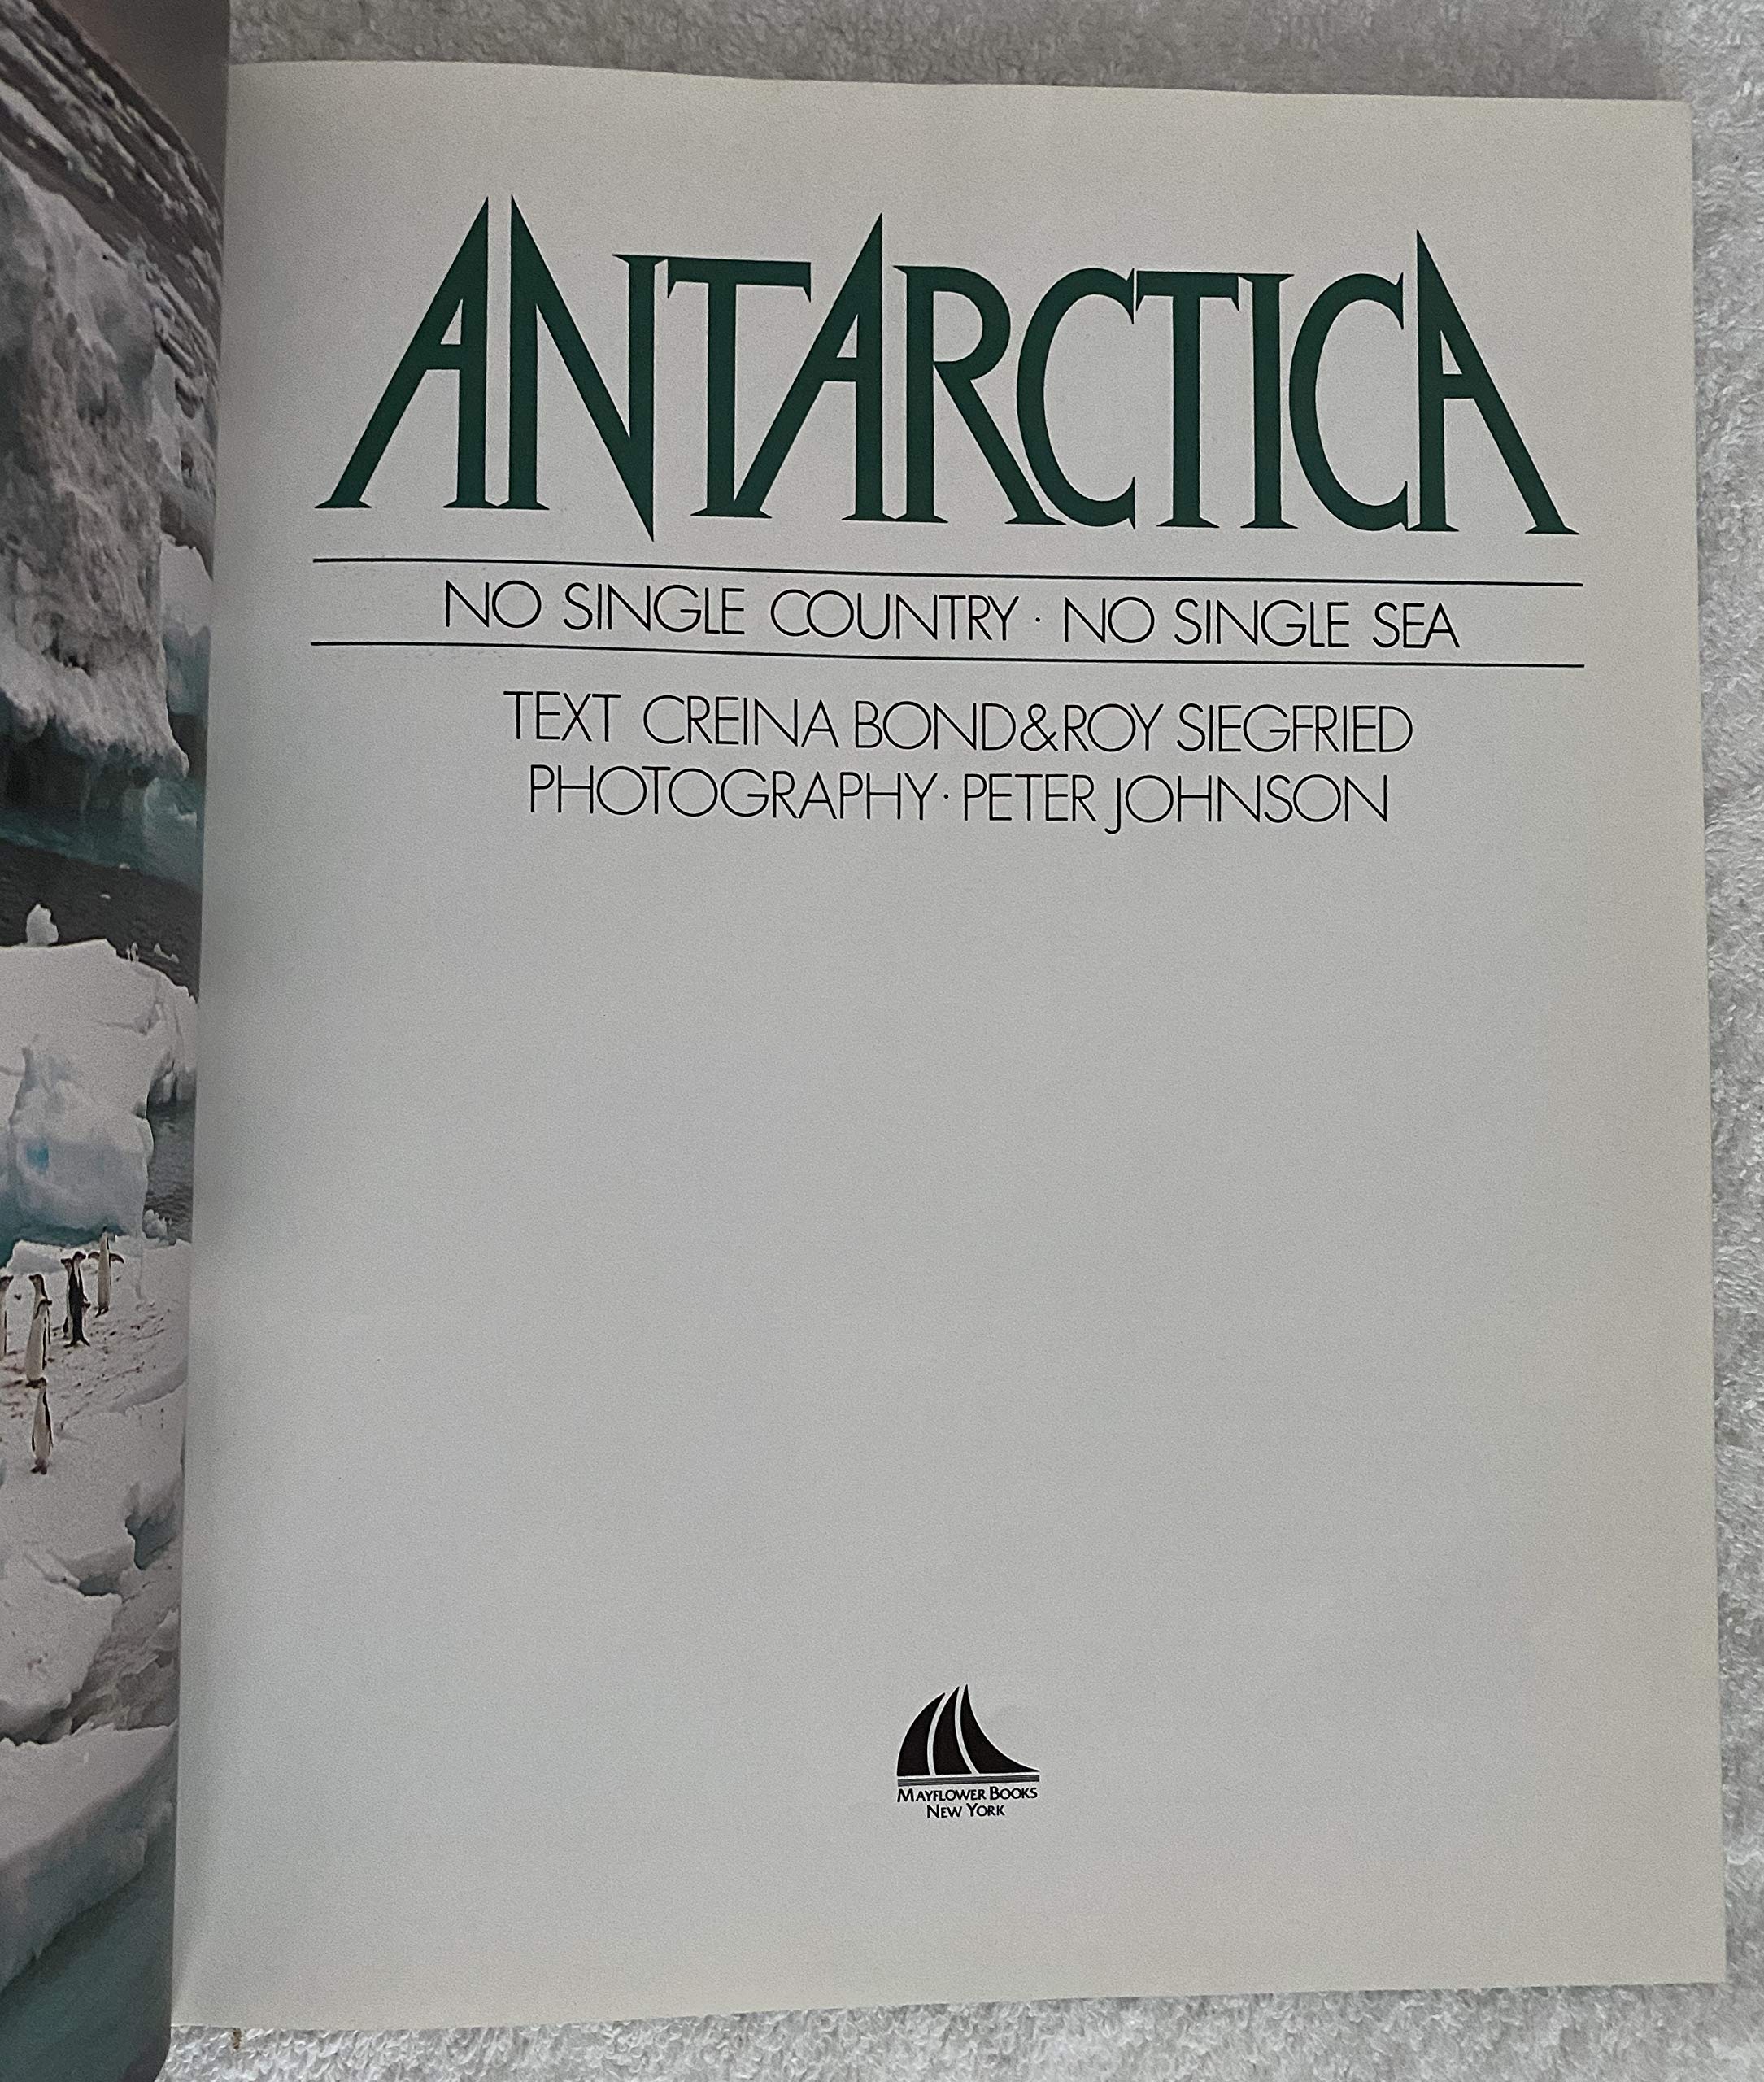 ANTARCTICA
NO SINGLE COUNTRY · NO SINGLE SEA
TEXT CREINA BOND & ROY SIEGFRIED
PHOTOGRAPHY · PETER JOHNSON
MAYFLOWER BOOKS
NEW YORK